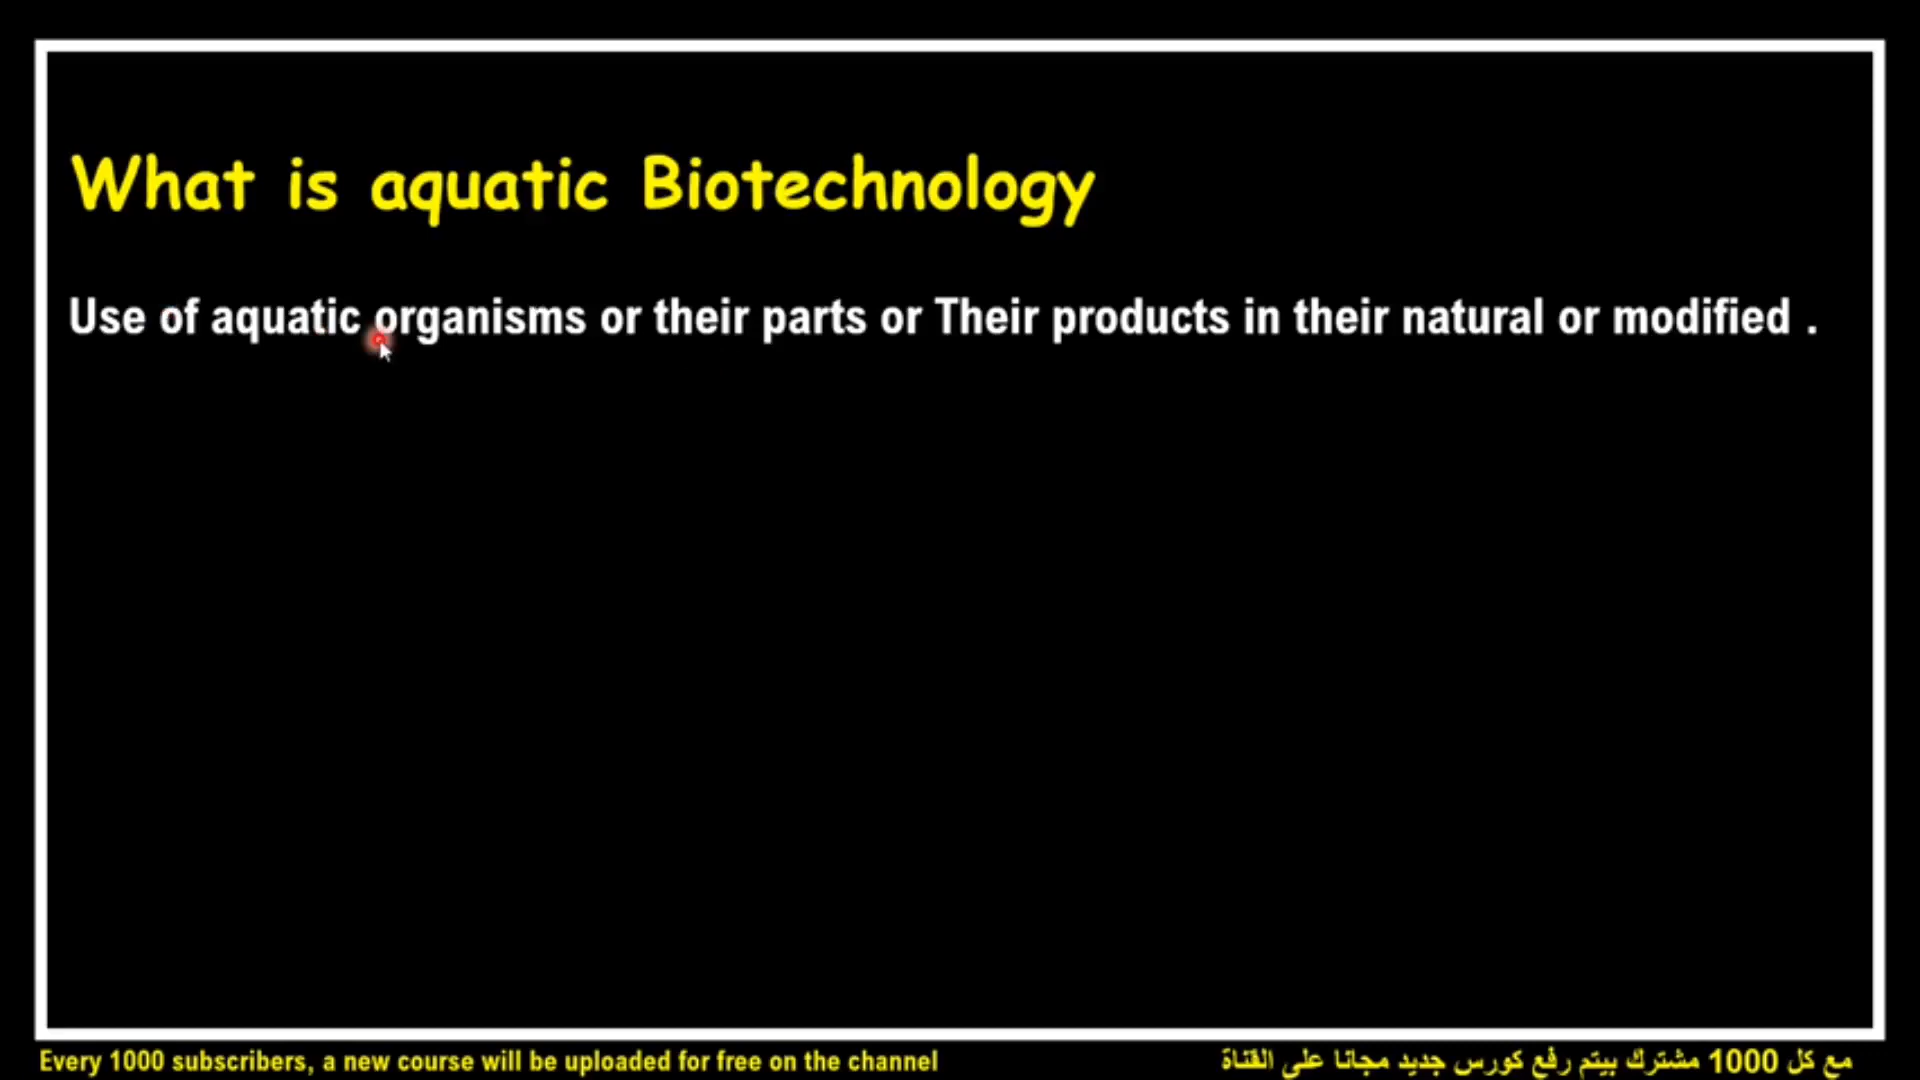 What is aquatic Biotechnology
Use of aquatic organisms or their parts or Their products in their natural or modified .
Every 1000 subscribers, a new course will be uploaded for free on the channel
مع كل 1000 مشترك بيتم رفع كورس جديد مجانا على القناة